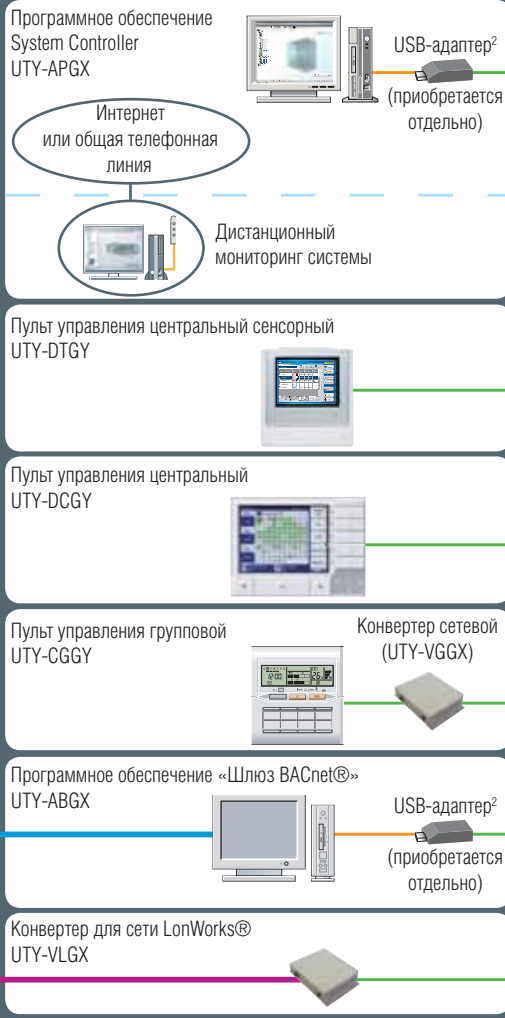 Программное обеспечение
System Controller
UTY-APGX
USB-адаптер²
(приобретается
отдельно)
Интернет
или общая телефонная
линия
Дистанционный
мониторинг системы
Пульт управления центральный сенсорный
UTY-DTGY
Пульт управления центральный
UTY-DCGY
Пульт управления групповой
UTY-CGGY
Конвертер сетевой
(UTY-VGGX)
Программное обеспечение «Шлюз BACnet®»
UTY-ABGX
USB-адаптер²
(приобретается
отдельно)
Конвертер для сети LonWorks®
UTY-VLGX